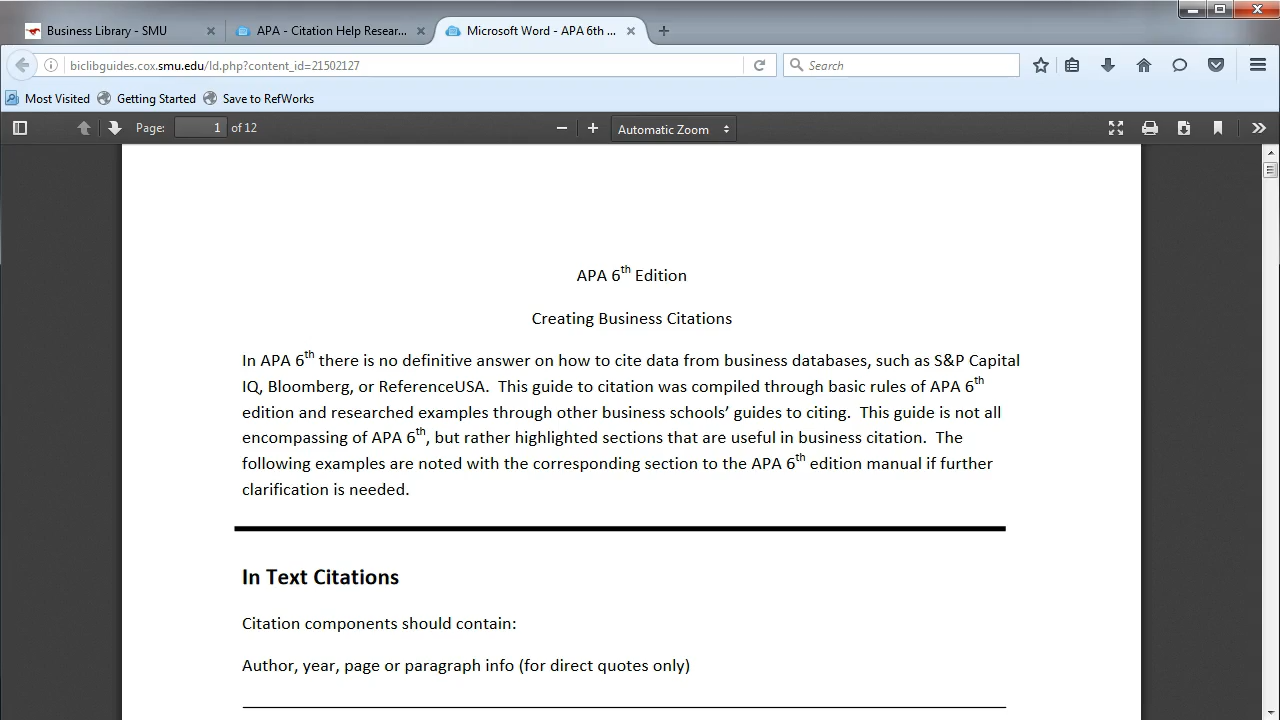 Business Library - SMU
APA - Citation Help Resear...
Microsoft Word - APA 6th ...
biclibguides.cox.smu.edu/ld.php?content_id=21502127
Search
Most Visited
Getting Started
Save to RefWorks
Page: 1 of 12
Automatic Zoom
APA 6th Edition
Creating Business Citations
In APA 6th there is no definitive answer on how to cite data from business databases, such as S&P Capital
IQ, Bloomberg, or ReferenceUSA.  This guide to citation was compiled through basic rules of APA 6th
edition and researched examples through other business schools’ guides to citing.  This guide is not all
encompassing of APA 6th, but rather highlighted sections that are useful in business citation.  The
following examples are noted with the corresponding section to the APA 6th edition manual if further
clarification is needed.
In Text Citations
Citation components should contain:
Author, year, page or paragraph info (for direct quotes only)